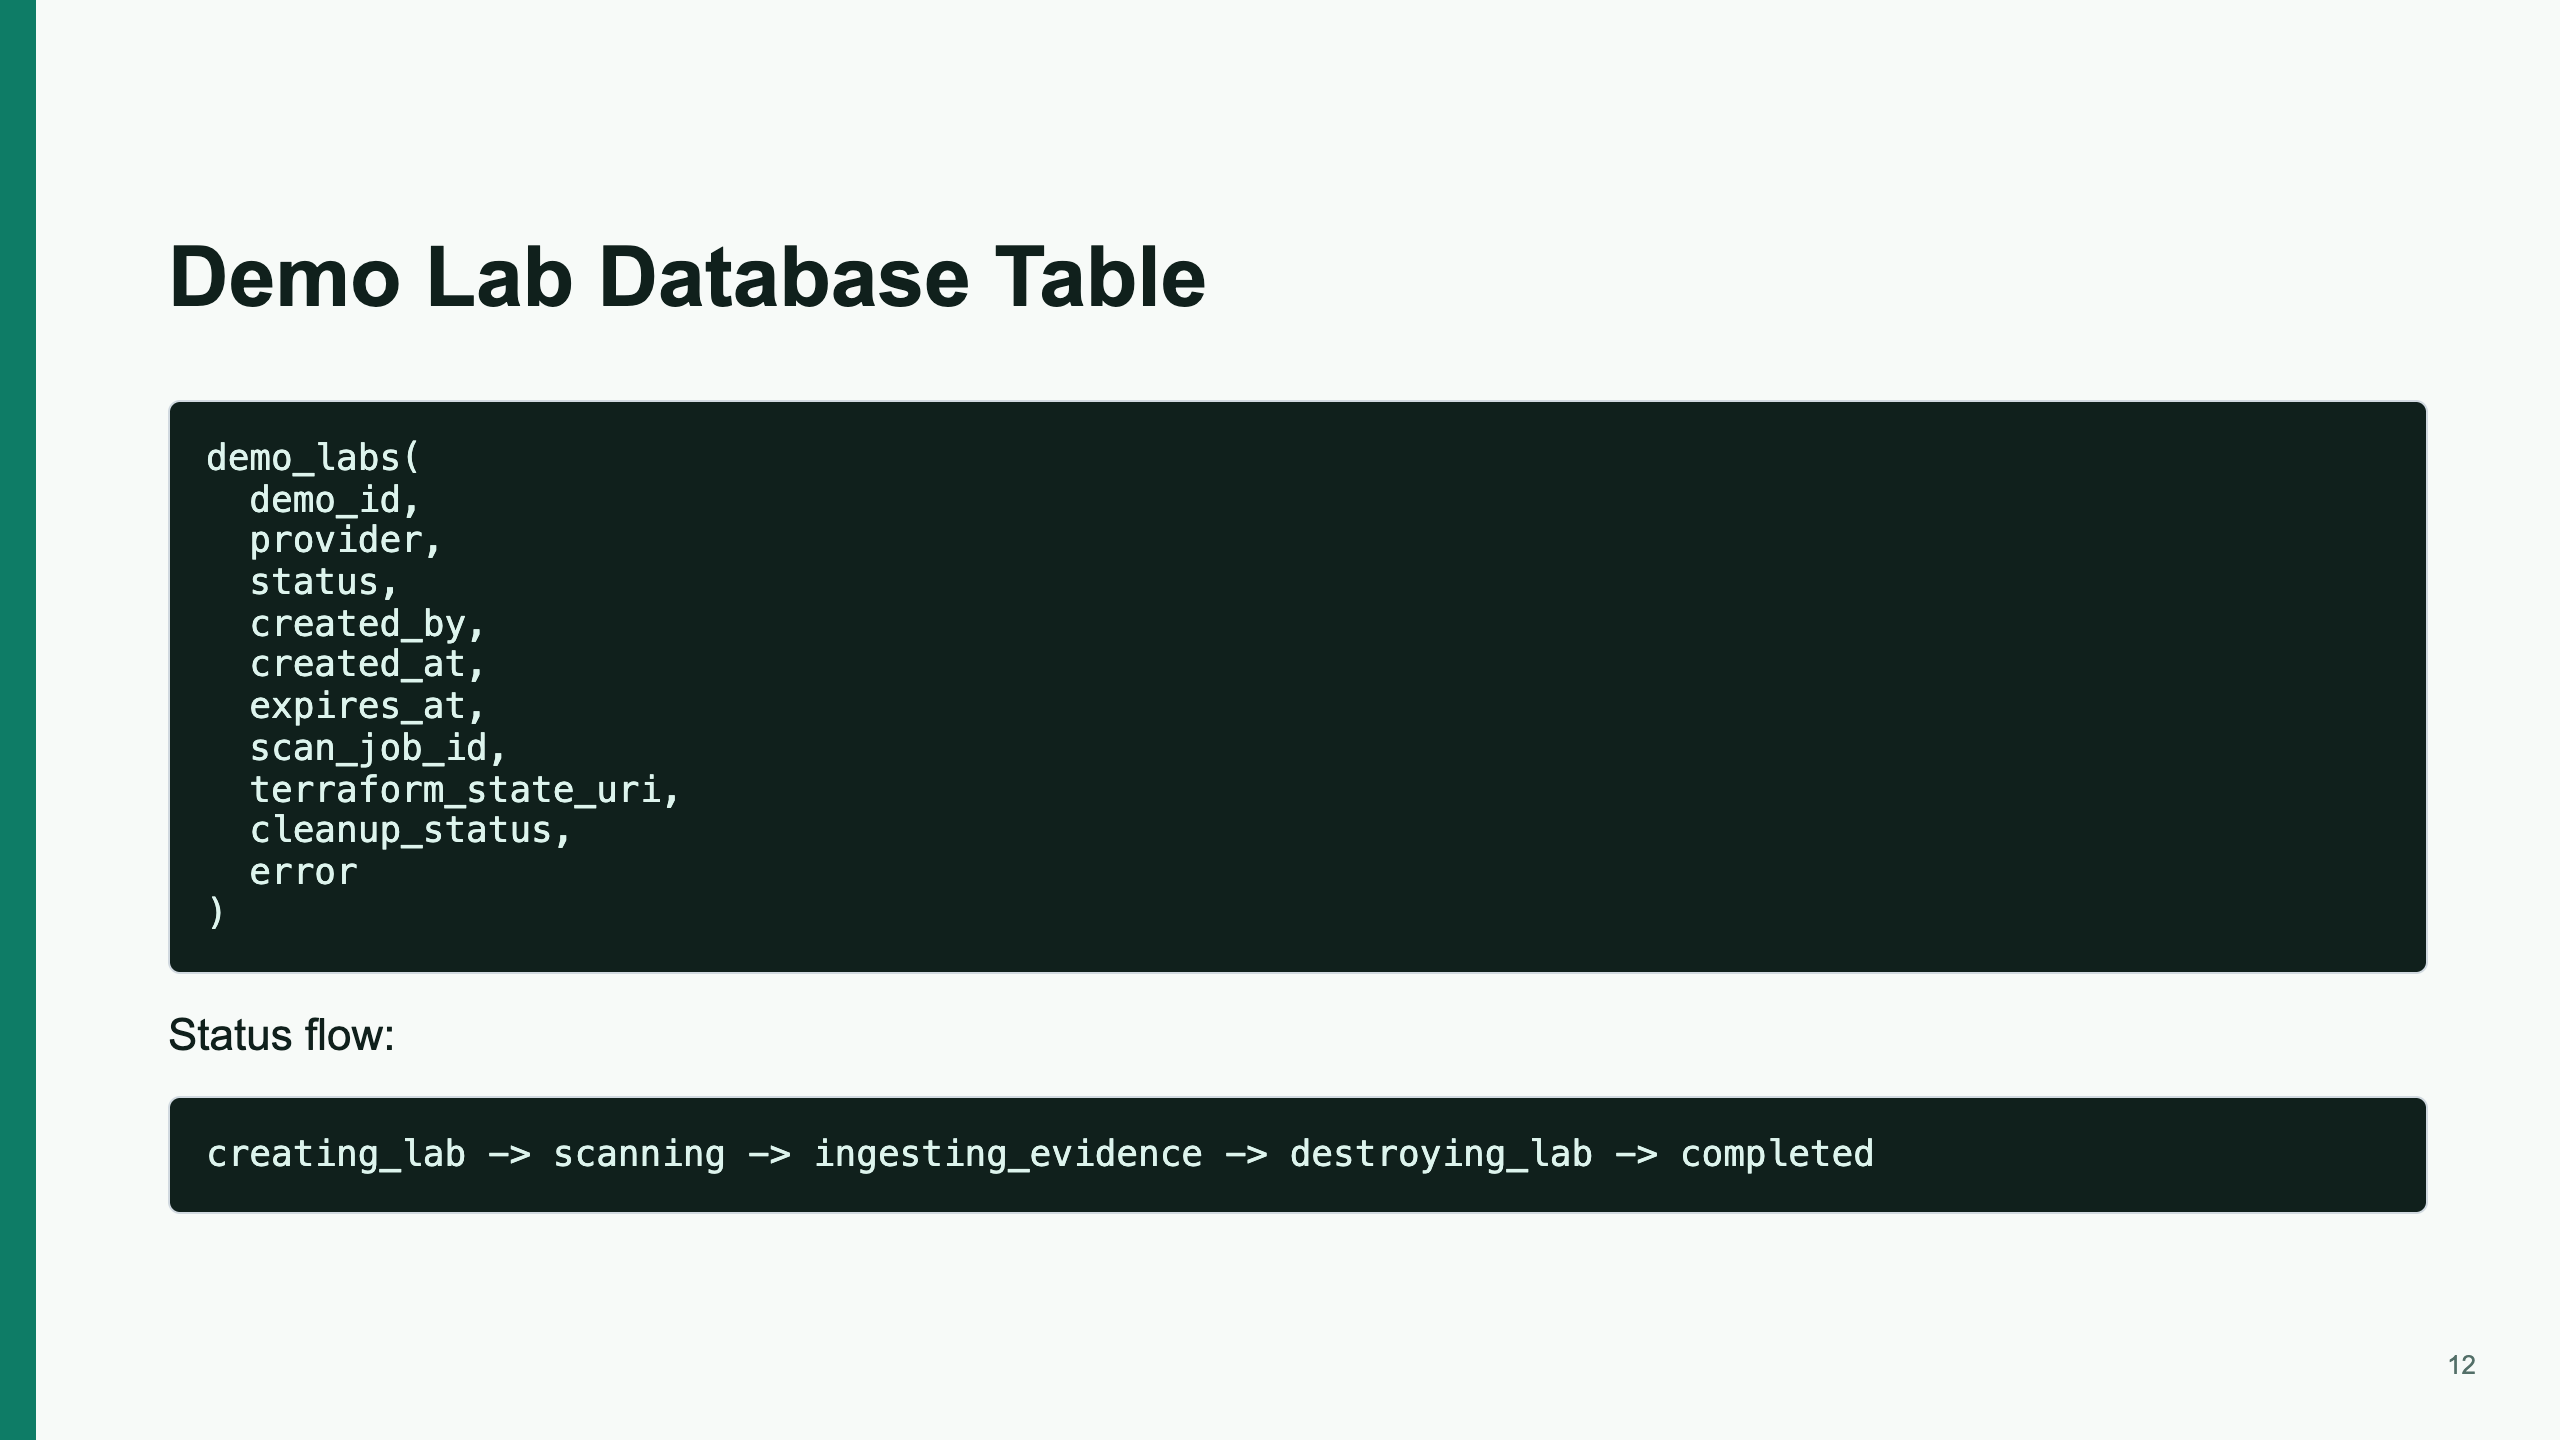 Demo Lab Database Table
demo_labs(
  demo_id,
  provider,
  status,
  created_by,
  created_at,
  expires_at,
  scan_job_id,
  terraform_state_uri,
  cleanup_status,
  error
)
Status flow:
creating_lab -> scanning -> ingesting_evidence -> destroying_lab -> completed
12